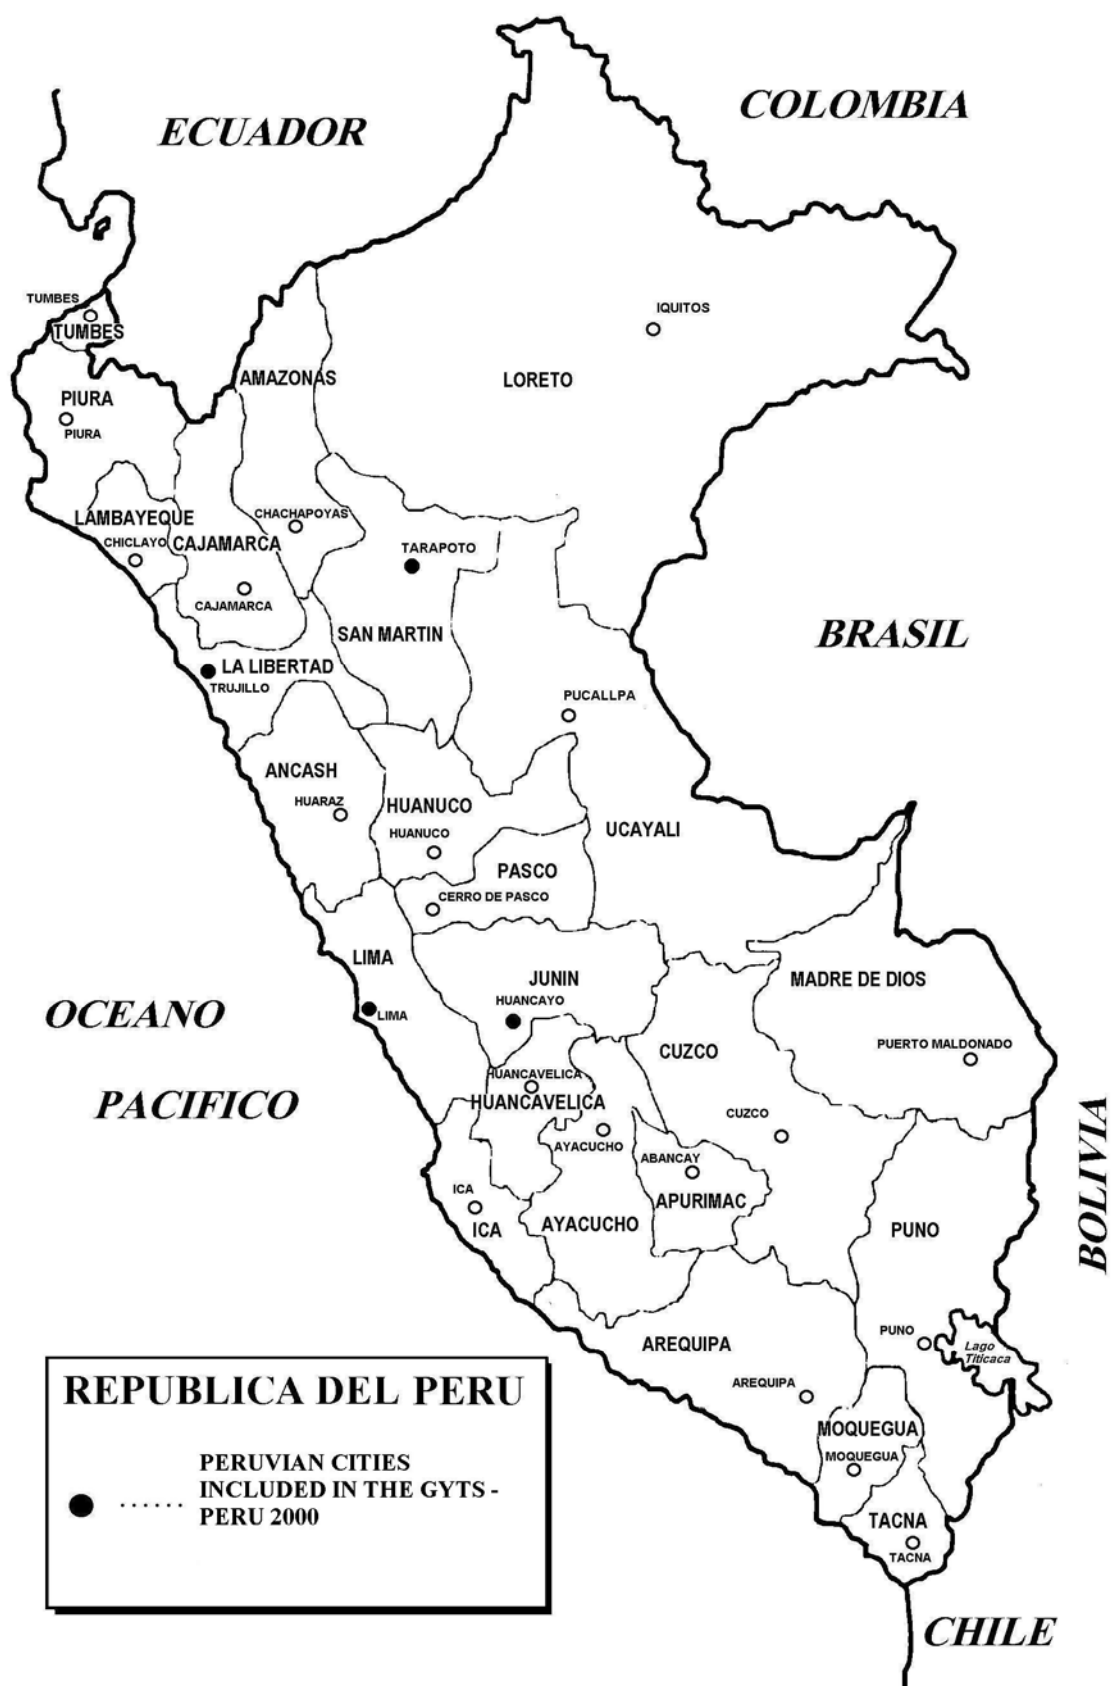 COLOMBIA
ECUADOR
TUMBES
TUMBES
IQUITOS
AMAZONAS
LORETO
PIURA
PIURA
LAMBAYEQUE
CHACHAPOYAS
CHICLAYO
CAJAMARCA
TARAPOTO
CAJAMARCA
SAN MARTIN
BRASIL
LA LIBERTAD
TRUJILLO
PUCALLPA
ANCASH
HUARAZ
HUANUCO
HUANUCO
UCAYALI
PASCO
CERRO DE PASCO
LIMA
JUNIN
MADRE DE DIOS
HUANCAYO
OCEANO
LIMA
PUERTO MALDONADO
CUZCO
HUANCAVELICA
HUANCAVELICA
PACIFICO
CUZCO
AYACUCHO
ABANCAY
BOLIVIA
ICA
APURIMAC
ICA
AYACUCHO
PUNO
PUNO
AREQUIPA
Lago
Titicaca
AREQUIPA
MOQUEGUA
MOQUEGUA
TACNA
TACNA
REPUBLICA DEL PERU
PERUVIAN CITIES
...... INCLUDED IN THE GYTS -
PERU 2000
CHILE